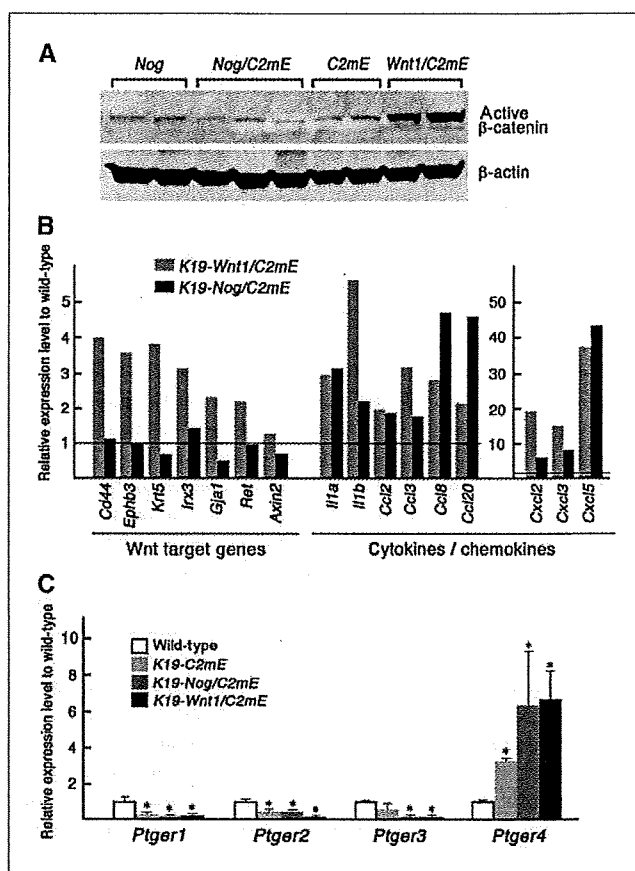 A
Nog Nog/C2mE C2mE Wnt1/C2mE
Active
β-catenin
β-actin
B
Relative expression level to wild-type
K19-Wnt1/C2mE
K19-Nog/C2mE
5
4
3
2
1
50
40
30
20
10
Cd44 Ephb3 Krt5 Irx3 Gja1 Ret Axin2
Il1a Il1b Ccl2 Ccl3 Ccl8 Ccl20
Cxcl2 Cxcl3 Cxcl5
Wnt target genes
Cytokines / chemokines
C
Relative expression level to wild-type
Wild-type
K19-C2mE
K19-Nog/C2mE
K19-Wnt1/C2mE
10
8
6
4
2
* * * * * * * * * * *
Ptger1 Ptger2 Ptger3 Ptger4